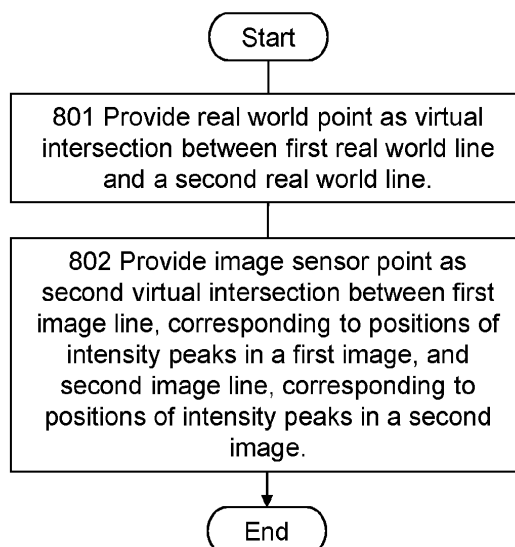 Start
801 Provide real world point as virtual
intersection between first real world line
and a second real world line.
802 Provide image sensor point as
second virtual intersection between first
image line, corresponding to positions of
intensity peaks in a first image, and
second image line, corresponding to
positions of intensity peaks in a second
image.
End